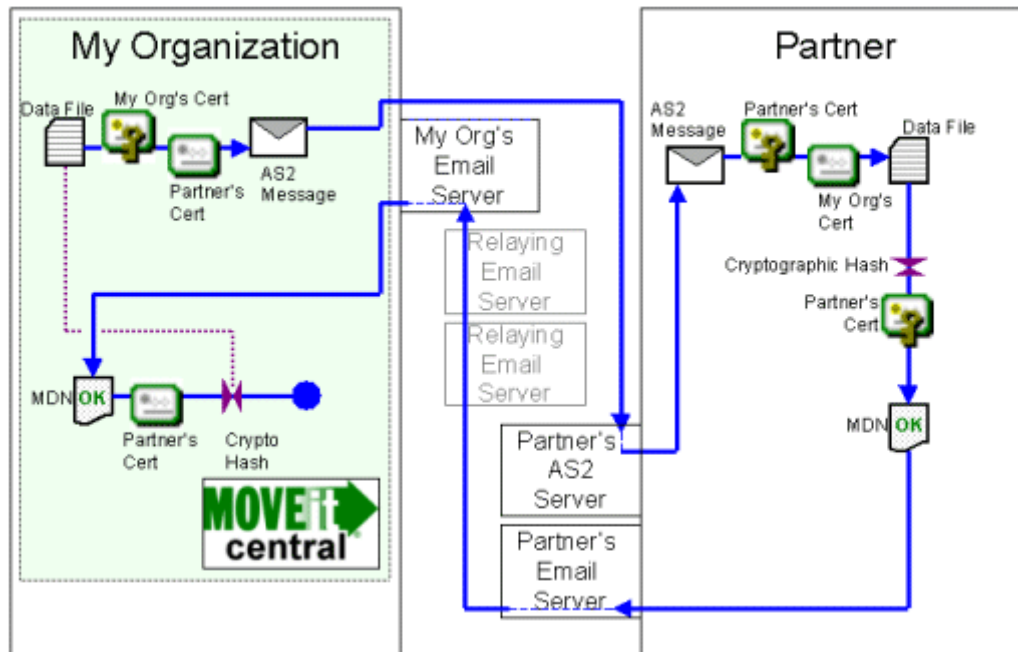 My Organization
Data File
My Org's Cert
Partner's
Cert
AS2
Message
MDN
OK
Partner's
Cert
Crypto
Hash
MOVEit
central
My Org's
Email
Server
Relaying
Email
Server
Relaying
Email
Server
Partner's
AS2
Server
Partner's
Email
Server
Partner
AS2
Message
Partner's Cert
My Org's
Cert
Data File
Cryptographic Hash
Partner's
Cert
MDN
OK